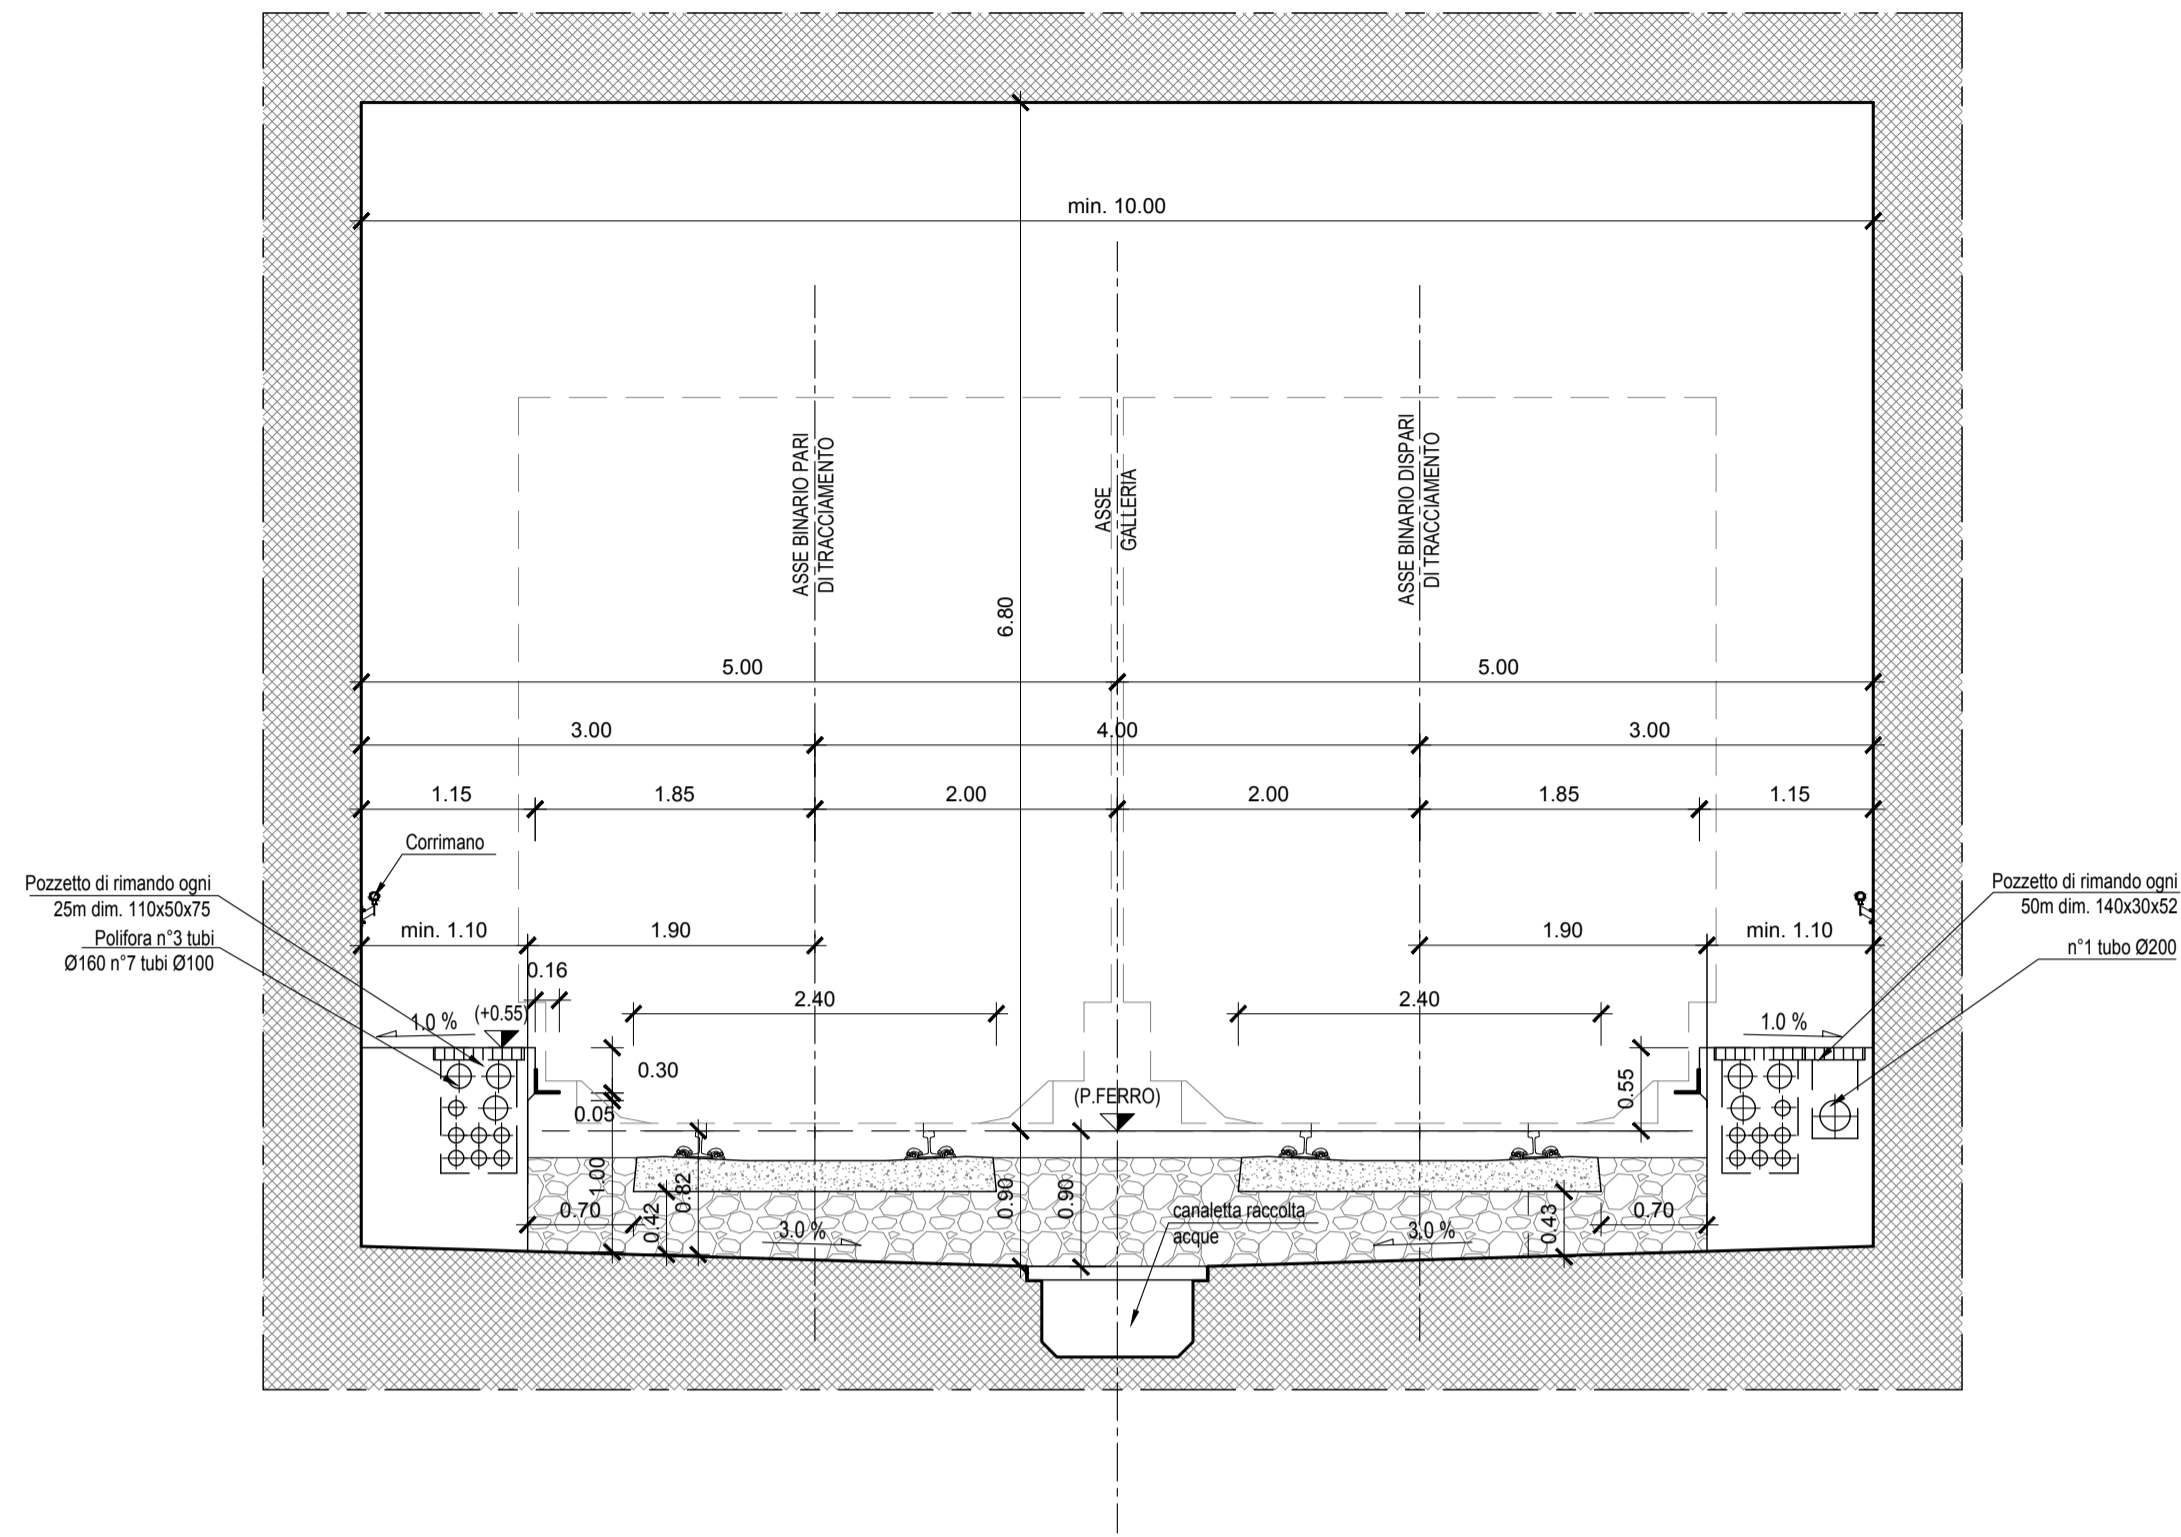 min. 10.00
ASSE BINARIO PARI
DI TRACCIAMENTO
ASSE
GALLERIA
ASSE BINARIO DISPARI
DI TRACCIAMENTO
6.80
5.00
5.00
3.00
4.00
3.00
1.15
1.85
2.00
2.00
1.85
1.15
Corrimano
Pozzetto di rimando ogni
25m dim. 110x50x75
Polifora n°3 tubi
Ø160 n°7 tubi Ø100
Pozzetto di rimando ogni
50m dim. 140x30x52
n°1 tubo Ø200
min. 1.10
1.90
1.90
min. 1.10
0.16
2.40
2.40
1.0 %
(+0.55)
1.0 %
0.30
0.05
(P.FERRO)
0.55
1.00
0.82
0.70
0.42
3.0 %
0.90
0.90
canaletta raccolta
acque
3.0 %
0.43
0.70